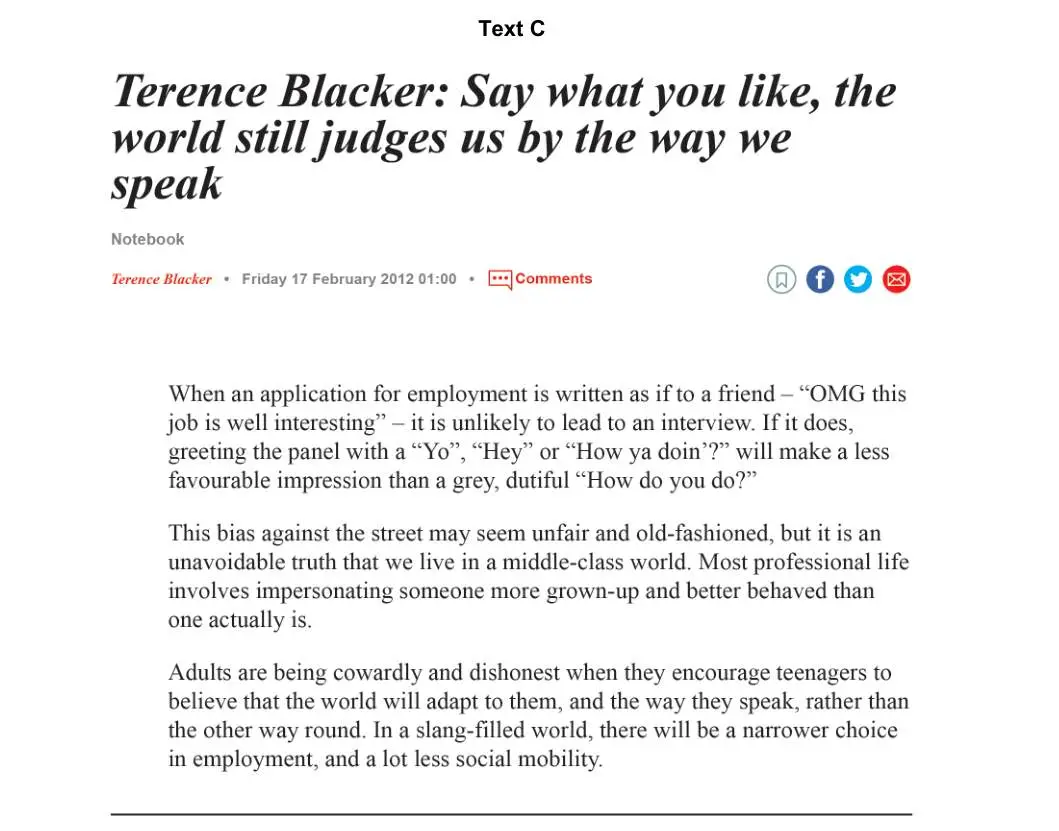 Text C
Terence Blacker: Say what you like, the
world still judges us by the way we
speak
Notebook
Terence Blacker • Friday 17 February 2012 01:00 • Comments
When an application for employment is written as if to a friend – “OMG this
job is well interesting” – it is unlikely to lead to an interview. If it does,
greeting the panel with a “Yo”, “Hey” or “How ya doin’?” will make a less
favourable impression than a grey, dutiful “How do you do?”
This bias against the street may seem unfair and old-fashioned, but it is an
unavoidable truth that we live in a middle-class world. Most professional life
involves impersonating someone more grown-up and better behaved than
one actually is.
Adults are being cowardly and dishonest when they encourage teenagers to
believe that the world will adapt to them, and the way they speak, rather than
the other way round. In a slang-filled world, there will be a narrower choice
in employment, and a lot less social mobility.